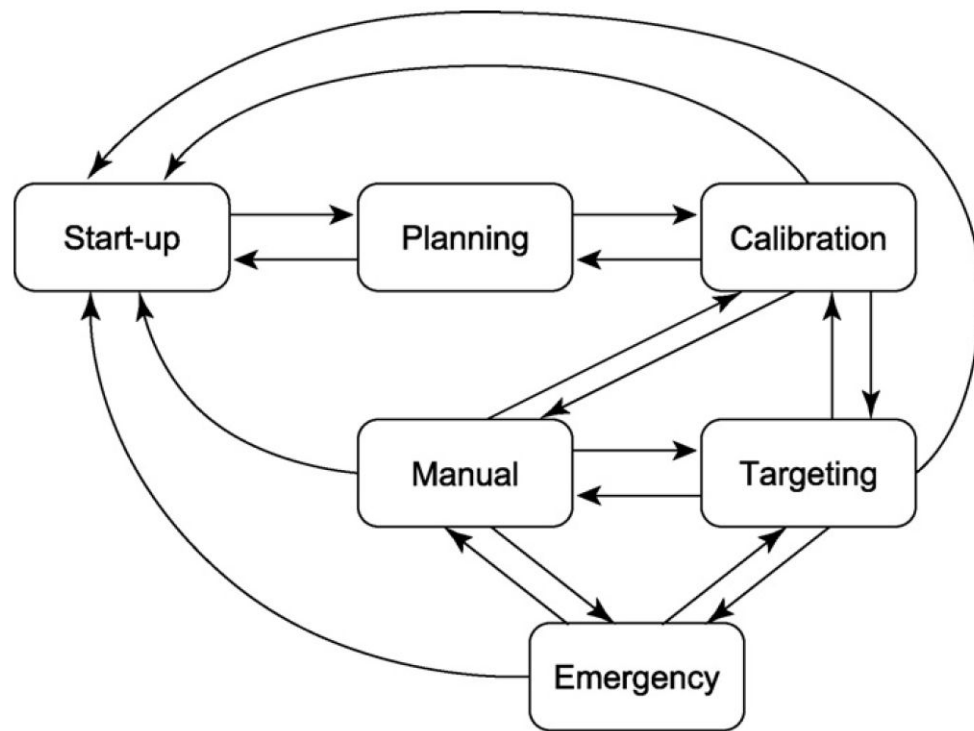 Start-up
Planning
Calibration
Manual
Targeting
Emergency